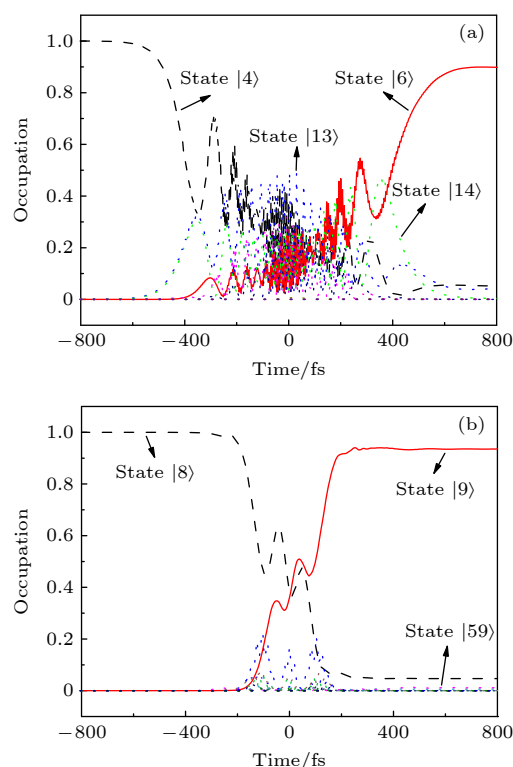 (a)
1.0
State |4⟩
State |6⟩
0.8
State |13⟩
0.6
Occupation
0.4
State |14⟩
0.2
0
−800 −400 0 400 800
Time/fs
(b)
1.0
State |8⟩
State |9⟩
0.8
0.6
Occupation
0.4
State |59⟩
0.2
0
−800 −400 0 400 800
Time/fs